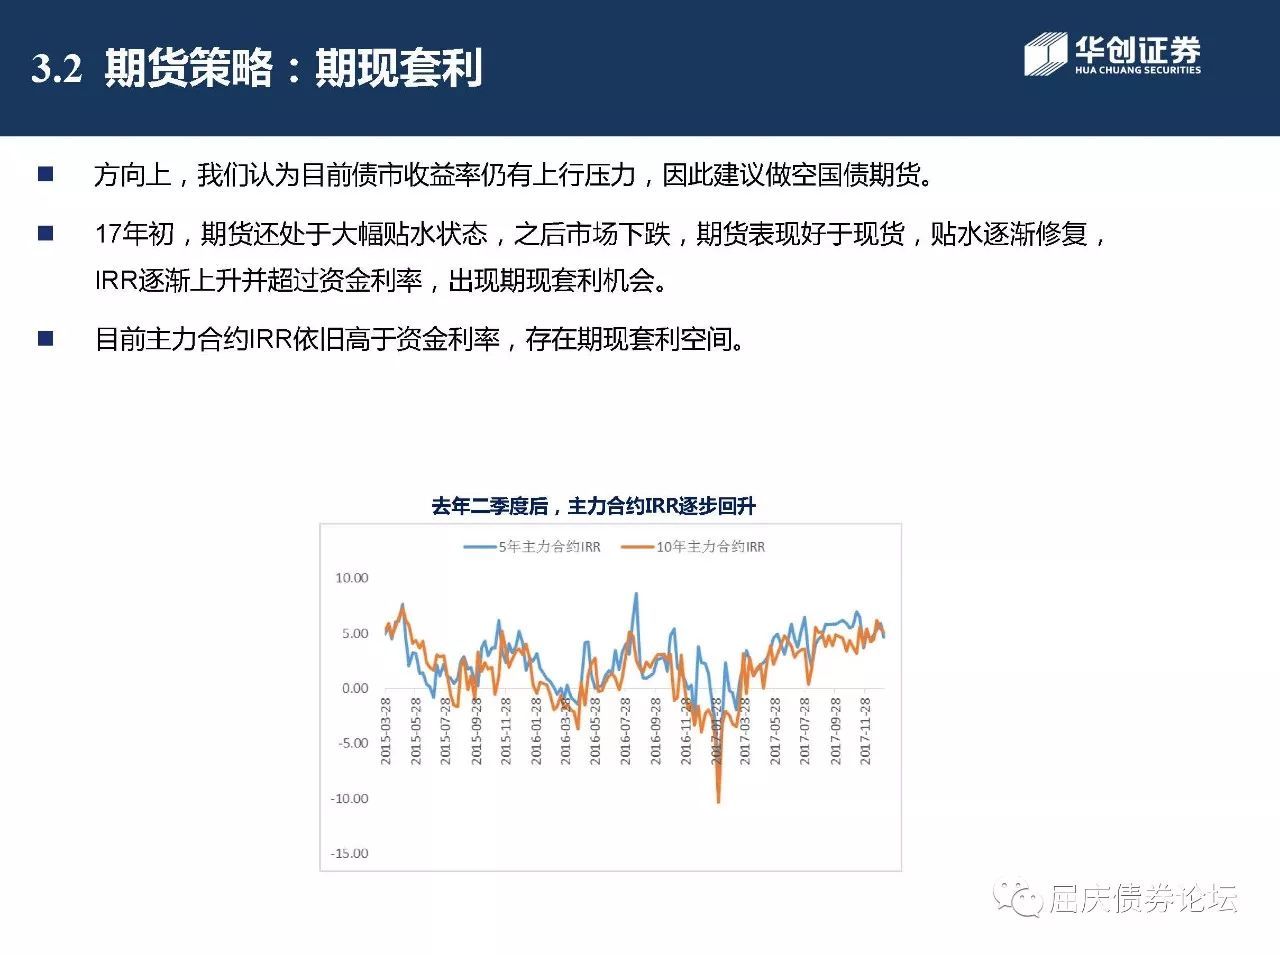 3.2 期货策略：期现套利
华创证券
HUA CHUANG SECURITIES
方向上，我们认为目前债市收益率仍有上行压力，因此建议做空国债期货。
17年初，期货还处于大幅贴水状态，之后市场下跌，期货表现好于现货，贴水逐渐修复，
IRR逐渐上升并超过资金利率，出现期现套利机会。
目前主力合约IRR依旧高于资金利率，存在期现套利空间。
去年二季度后，主力合约IRR逐步回升
5年主力合约IRR 10年主力合约IRR
10.00
5.00
0.00
-5.00
-10.00
-15.00
2015-03-28
2015-05-28
2015-07-28
2015-09-28
2015-11-28
2016-01-28
2016-03-28
2016-05-28
2016-07-28
2016-09-28
2016-11-28
2017-01-28
2017-03-28
2017-05-28
2017-07-28
2017-09-28
2017-11-28
屈庆债券论坛